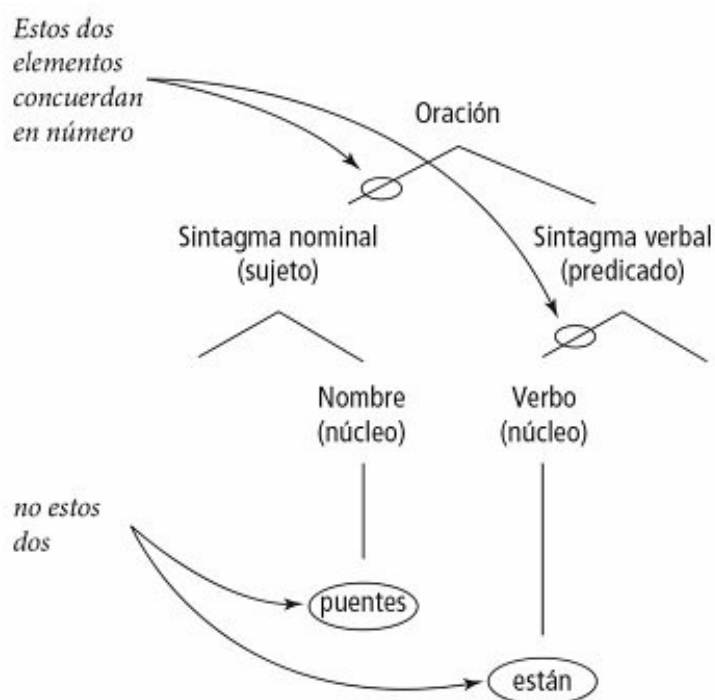 Estos dos
elementos
concuerdan
en número
Oración
Sintagma nominal
(sujeto)
Sintagma verbal
(predicado)
Nombre
(núcleo)
Verbo
(núcleo)
no estos
dos
puentes
están